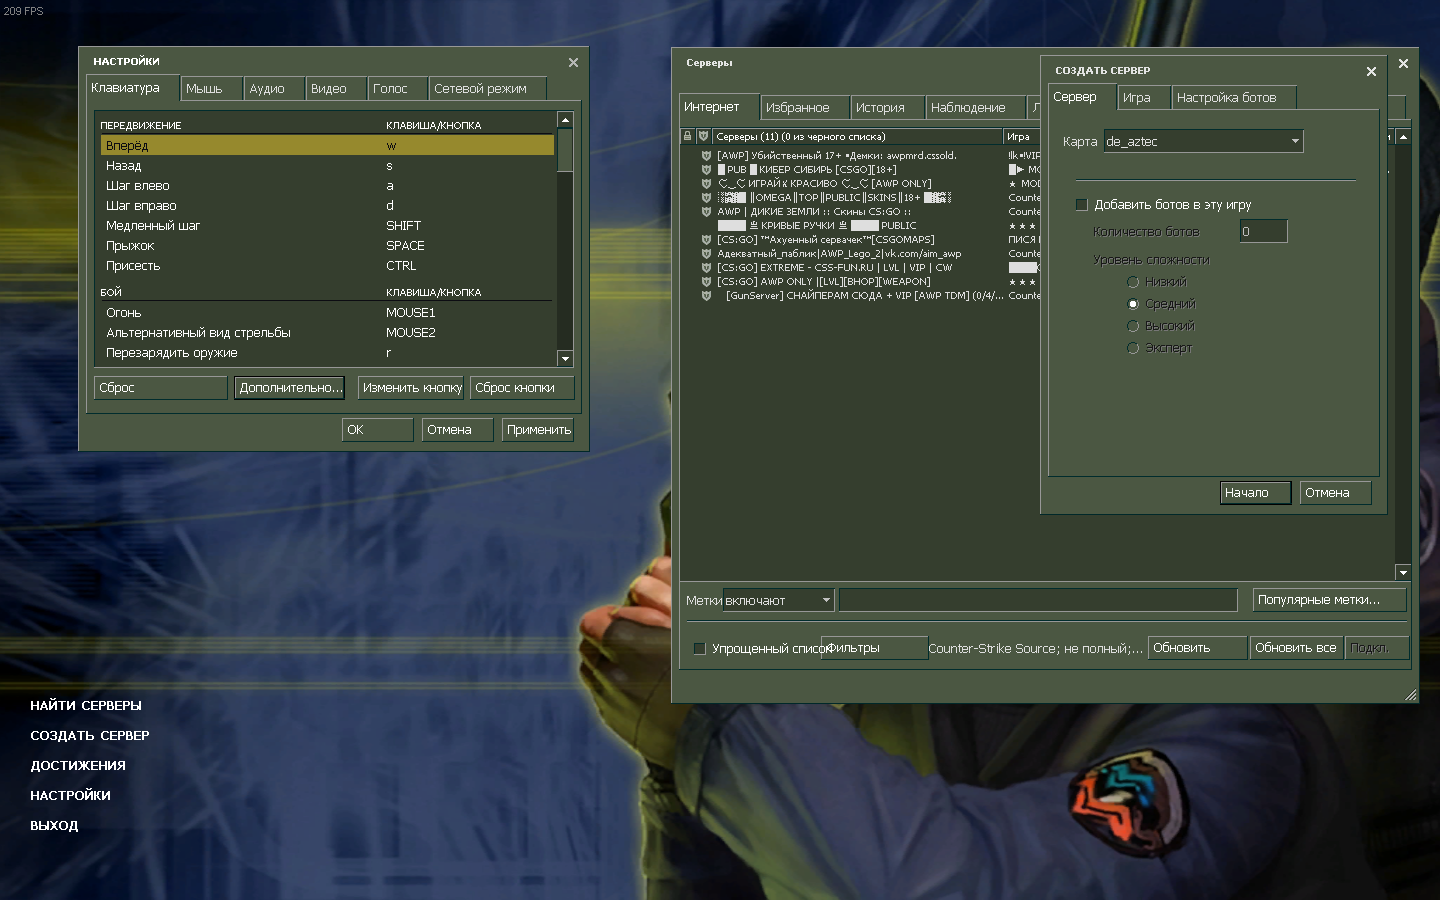 209 FPS
НАСТРОЙКИ
Клавиатура
Мышь
Аудио
Видео
Голос
Сетевой режим
ПЕРЕДВИЖЕНИЕ КЛАВИША/КНОПКА
Вперёд w
Назад s
Шаг влево a
Шаг вправо d
Медленный шаг SHIFT
Прыжок SPACE
Присесть CTRL
БОЙ КЛАВИША/КНОПКА
Огонь MOUSE1
Альтернативный вид стрельбы MOUSE2
Перезарядить оружие r
Сброс
Дополнительно...
Изменить кнопку
Сброс кнопки
OK
Отмена
Применить
Серверы
Интернет
Избранное
История
Наблюдение
Серверы (11) (0 из черного списка) Игра
[AWP] Убийственный 17+ •Демки: awpmrd.cssold.
PUB █ КИБЕР СИБИРЬ [CSGO][18+]
ИГРАЙ КРАСИВО [AWP ONLY] ★ MOD
||OMEGA||TOP||PUBLIC||SKINS||18+ Counte
AWP | ДИКИЕ ЗЕМЛИ :: Скины CS:GO :: Counte
КРИВЫЕ РУЧКИ PUBLIC ★ ★ ★
[CS:GO] ™Ахуенный сервачек™[CSGOMAPS] ПИСЯ
Адекватный_паблик|AWP_Lego_2|vk.com/aim_awp Counte
[CS:GO] EXTREME - CSS-FUN.RU | LVL | VIP | CW
[CS:GO] AWP ONLY |[LVL][BHOP][WEAPON] ★ ★ ★
[GunServer] СНАЙПЕРАМ СЮДА + VIP [AWP TDM] (0/4/... Counte
Метки включают
Популярные метки...
Упрощенный список
Фильтры
Counter-Strike Source; не полный;...
Обновить
Обновить все
Подкл.
СОЗДАТЬ СЕРВЕР
Сервер
Игра
Настройка ботов
Карта de_aztec
Добавить ботов в эту игру
Количество ботов 0
Уровень сложности
Низкий
Средний
Высокий
Эксперт
Начало
Отмена
НАЙТИ СЕРВЕРЫ
СОЗДАТЬ СЕРВЕР
ДОСТИЖЕНИЯ
НАСТРОЙКИ
ВЫХОД